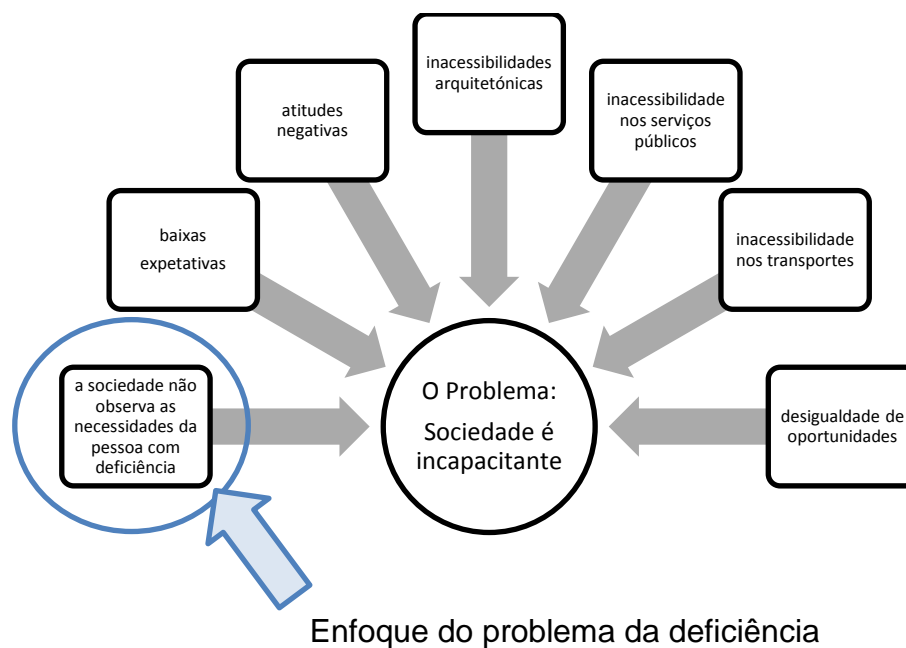 inacessibilidades
arquitetónicas
atitudes
negativas
inacessibilidade
nos serviços
públicos
baixas
expetativas
inacessibilidade
nos transportes
a sociedade não
observa as
necessidades da
pessoa com
deficiência
O Problema:
Sociedade é
incapacitante
desigualdade de
oportunidades
Enfoque do problema da deficiência